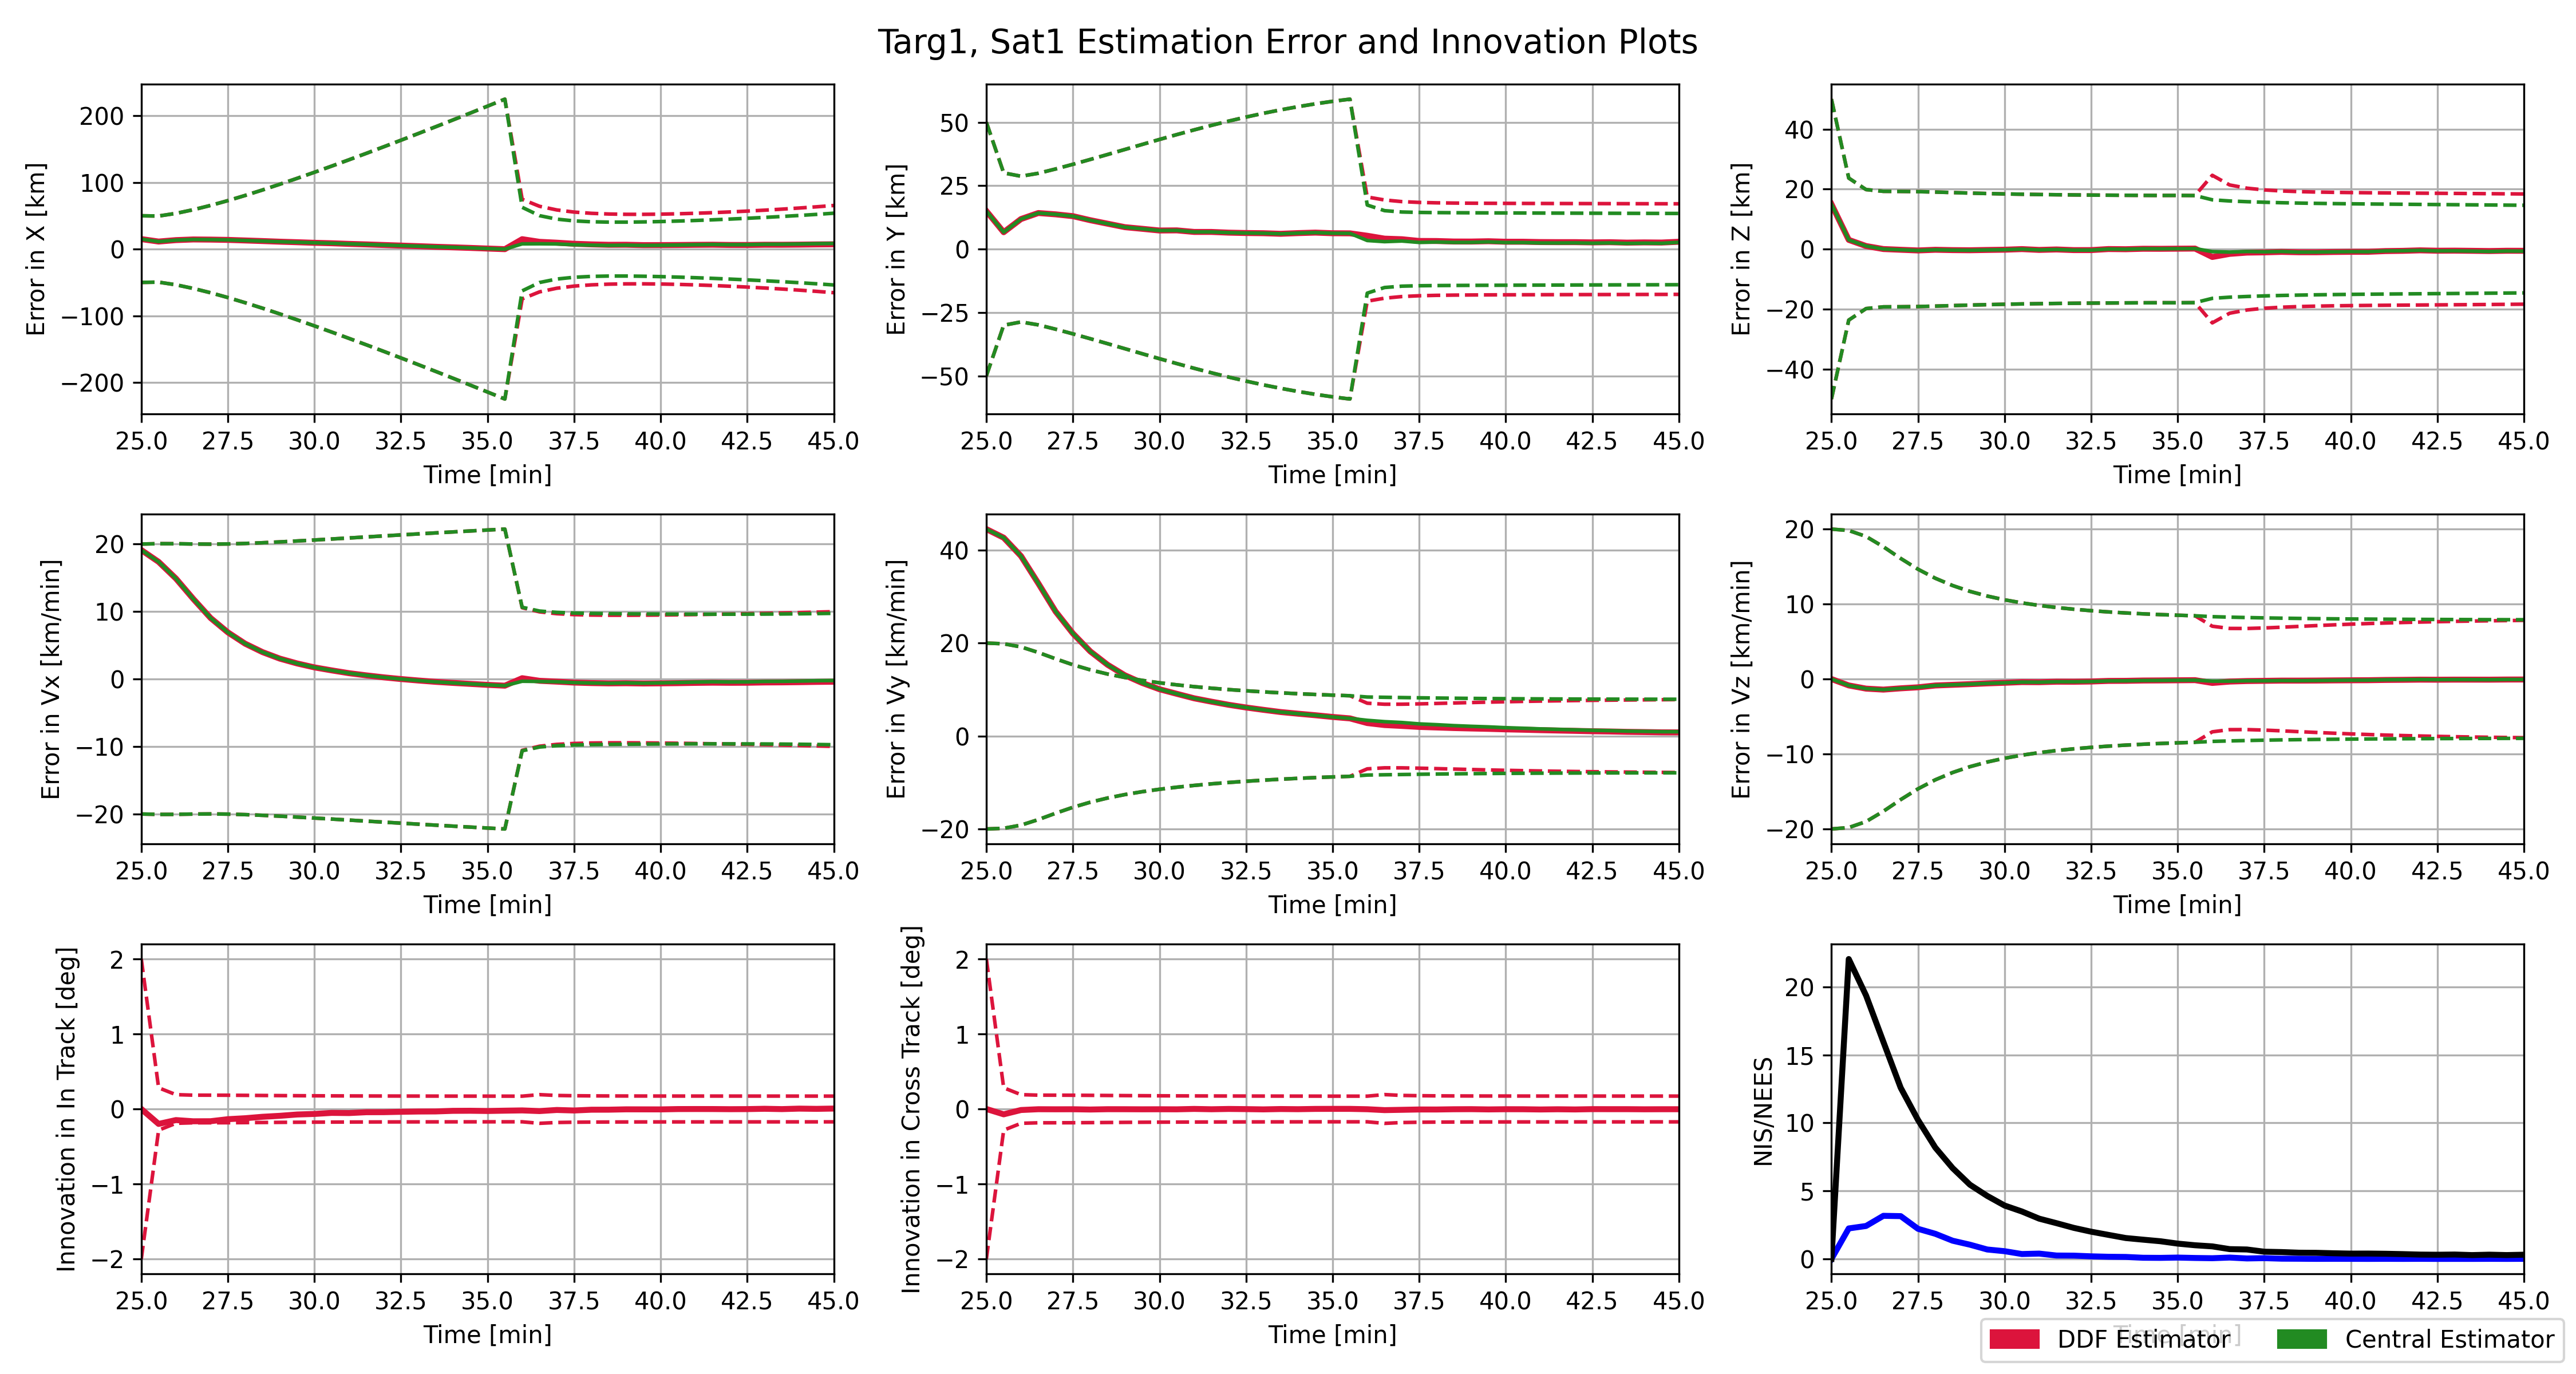 Targ1, Sat1 Estimation Error and Innovation Plots
Error in X [km]
200
100
0
−100
−200
25.0 27.5 30.0 32.5 35.0 37.5 40.0 42.5 45.0
Time [min]
Error in Y [km]
50
25
0
−25
−50
25.0 27.5 30.0 32.5 35.0 37.5 40.0 42.5 45.0
Time [min]
Error in Z [km]
40
20
0
−20
−40
25.0 27.5 30.0 32.5 35.0 37.5 40.0 42.5 45.0
Time [min]
Error in Vx [km/min]
20
10
0
−10
−20
25.0 27.5 30.0 32.5 35.0 37.5 40.0 42.5 45.0
Time [min]
Error in Vy [km/min]
40
20
0
−20
25.0 27.5 30.0 32.5 35.0 37.5 40.0 42.5 45.0
Time [min]
Error in Vz [km/min]
20
10
0
−10
−20
25.0 27.5 30.0 32.5 35.0 37.5 40.0 42.5 45.0
Time [min]
Innovation in In Track [deg]
2
1
0
−1
−2
25.0 27.5 30.0 32.5 35.0 37.5 40.0 42.5 45.0
Time [min]
Innovation in Cross Track [deg]
2
1
0
−1
−2
25.0 27.5 30.0 32.5 35.0 37.5 40.0 42.5 45.0
Time [min]
NIS/NEES
20
15
10
5
0
25.0 27.5 30.0 32.5 35.0 37.5 40.0 42.5 45.0
Time [min]
DDF Estimator
Central Estimator